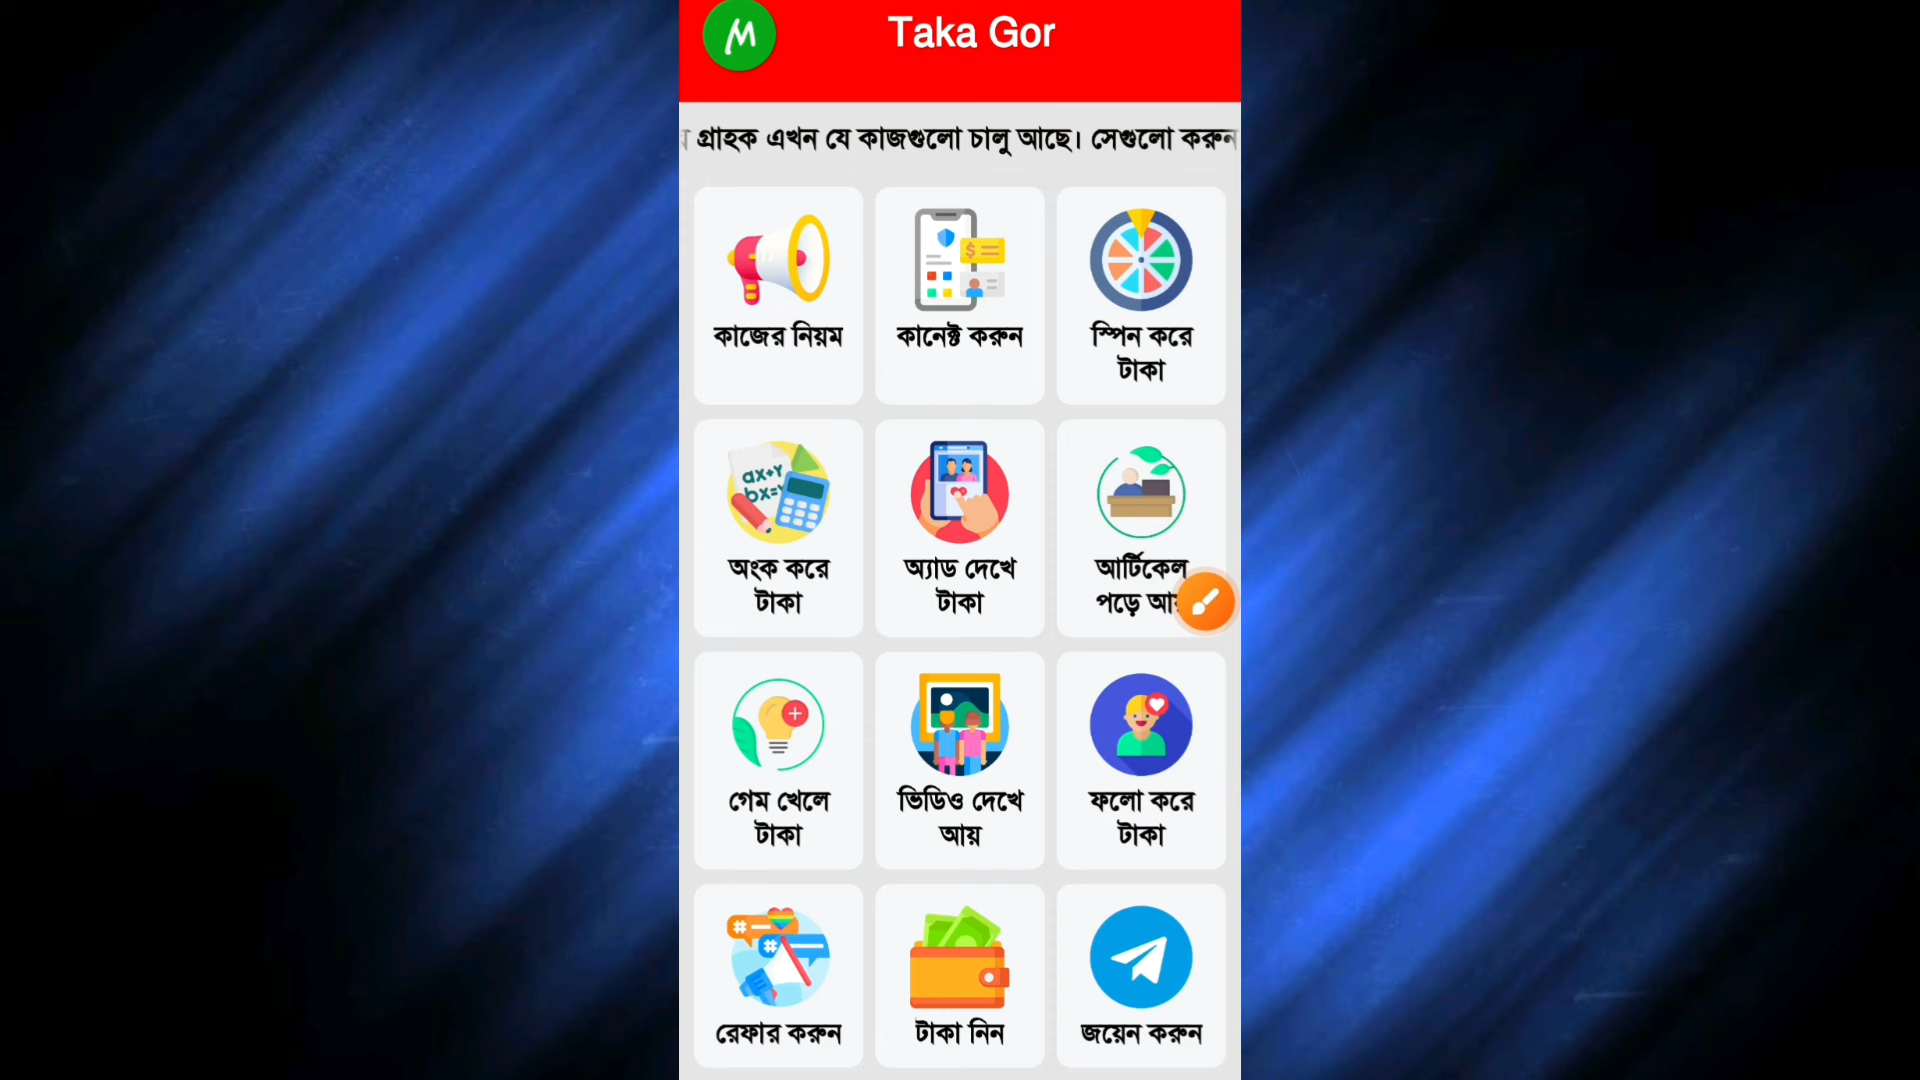 Taka Gor
গ্রাহক এখন যে কাজগুলো চালু আছে। সেগুলো করুন
কাজের নিয়ম
কানেক্ট করুন
স্পিন করে
টাকা
অংক করে
টাকা
অ্যাড দেখে
টাকা
আর্টিকেল
পড়ে
গেম খেলে
টাকা
ভিডিও দেখে
আয়
ফলো করে
টাকা
রেফার করুন
টাকা নিন
জয়েন করুন